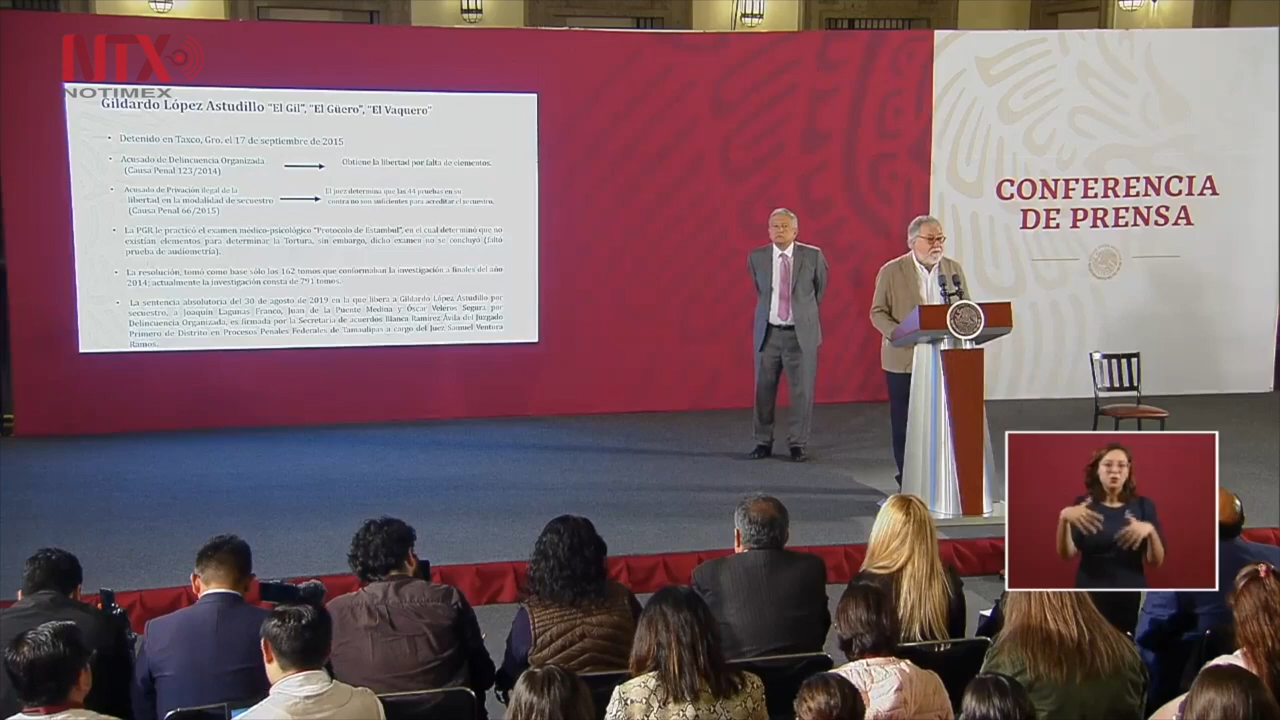 NTX
NOTIMEX
Gildardo López Astudillo "El Gil", "El Güero", "El Vaquero"
• Detenido en Taxco, Gro. el 17 de septiembre de 2015
• Acusado de Delincuencia Organizada
(Causa Penal 123/2014)
Obtiene la libertad por falta de elementos.
• Acusado de Privación ilegal de la
libertad en la modalidad de secuestro
(Causa Penal 66/2015)
El juez determina que las 44 pruebas en su
contra no son suficientes para acreditar el secuestro.
• La PGR le practicó el examen médico-psicológico "Protocolo de Estambul", en el cual determinó que no
existían elementos para determinar la Tortura, sin embargo, dicho examen no se concluyó (faltó
prueba de audiometría).
• La resolución, tomó como base sólo los 162 tomos que conformaban la investigación a finales del año
2014; actualmente la investigación consta de 791 tomos.
• La sentencia absolutoria del 30 de agosto de 2019 en la que libera a Gildardo López Astudillo por
secuestro, a Joaquín Lagunas Franco, Juan de la Puente Medina y Óscar Veleros Segura por
Delincuencia Organizada, es firmada por la Secretaria de acuerdos Blanca Ramírez Ávila del Juzgado
Primero de Distrito en Procesos Penales Federales de Tamaulipas a cargo del Juez Samuel Ventura
Ramos.
CONFERENCIA
DE PRENSA